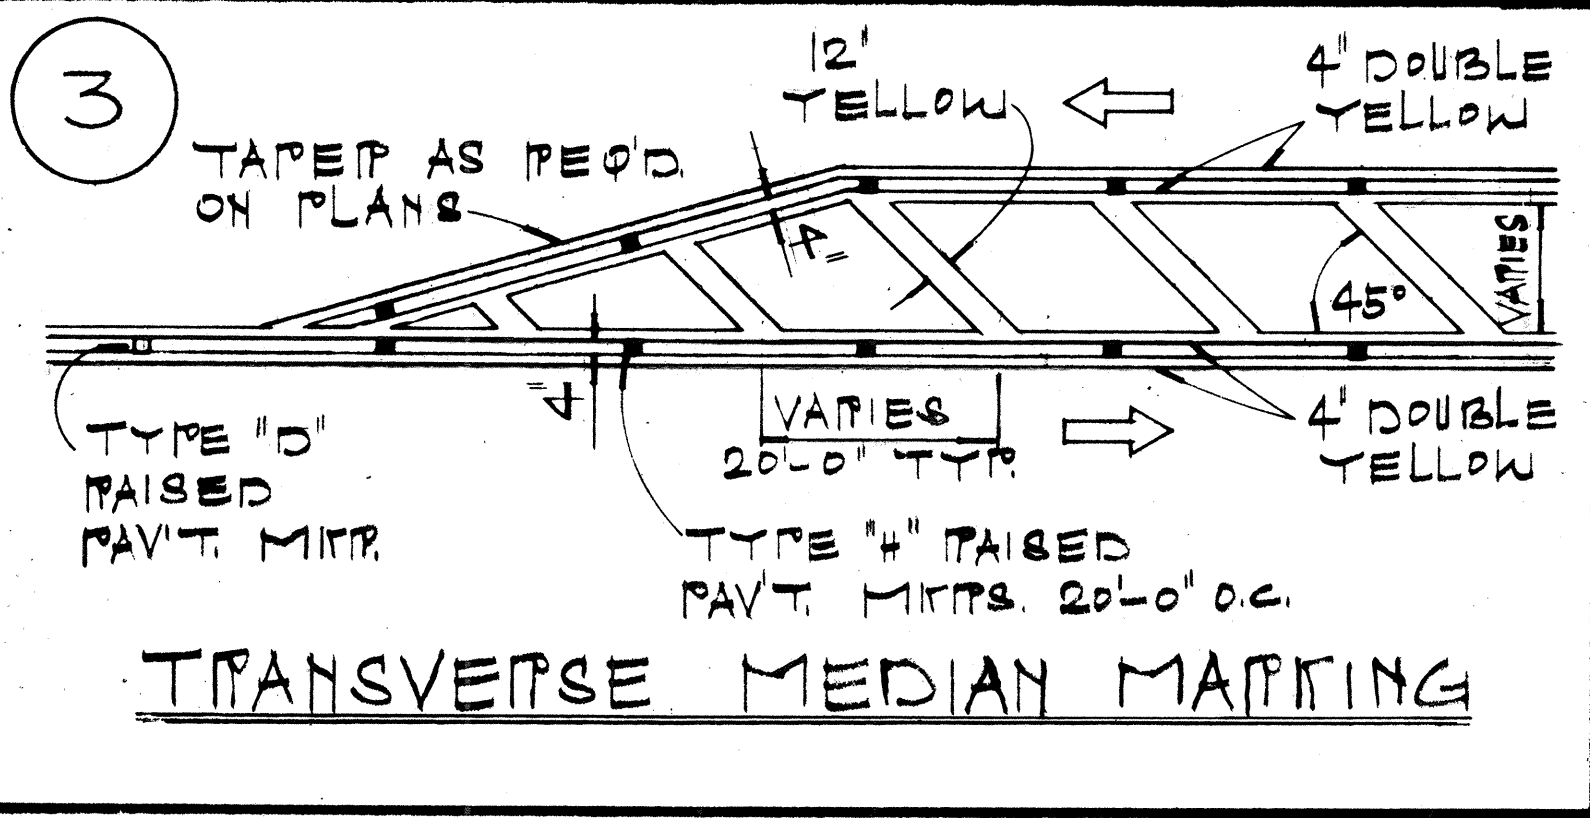 3
12"
YELLOW
4" DOUBLE
YELLOW
TAPER AS REQ'D.
ON PLANS
4"
VARIES
45°
4"
VARIES
20'-0" TYP.
4" DOUBLE
YELLOW
TYPE "D"
RAISED
PAV'T. MKR.
TYPE "H" RAISED
PAV'T. MKRS. 20'-0" O.C.
TRANSVERSE MEDIAN MARKING